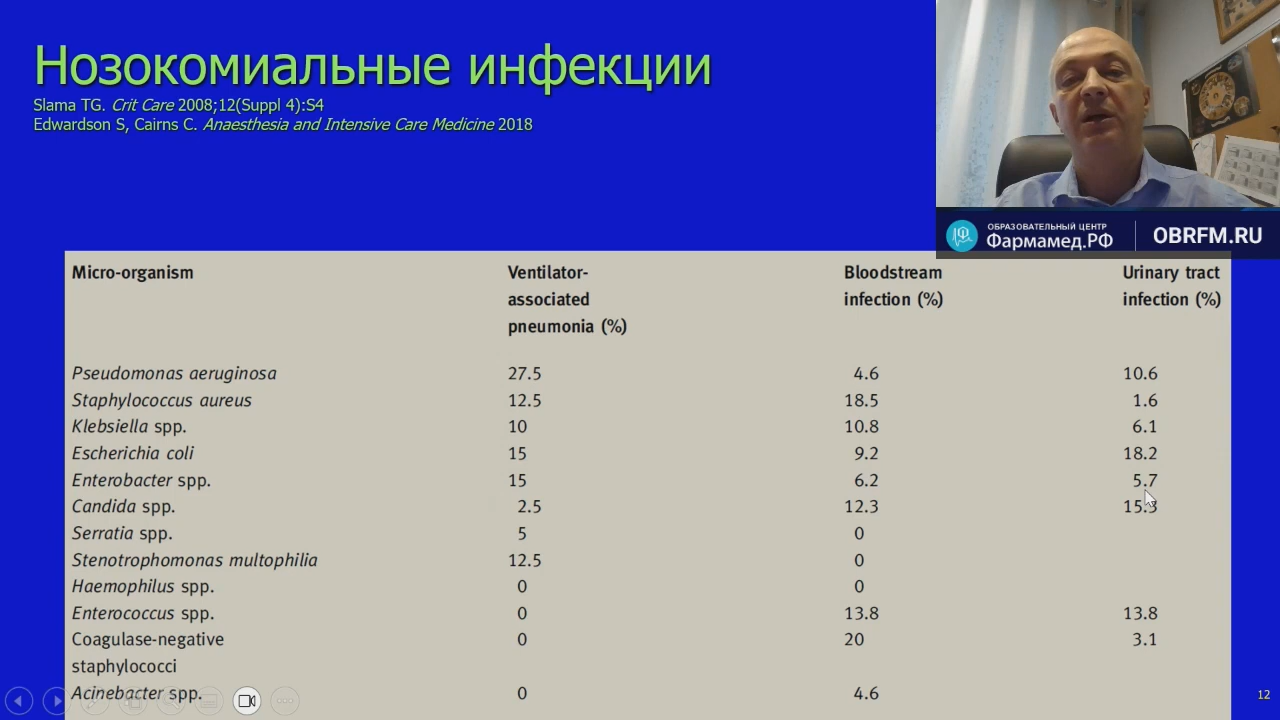 Нозокомиальные инфекции
Slama TG. Crit Care 2008;12(Suppl 4):S4
Edwardson S, Cairns C. Anaesthesia and Intensive Care Medicine 2018
ОБРАЗОВАТЕЛЬНЫЙ ЦЕНТР
Фармамед.РФ
OBRFM.RU
Micro-organism Ventilator-associated pneumonia (%) Bloodstream infection (%) Urinary tract infection (%)
Pseudomonas aeruginosa 27.5 4.6 10.6
Staphylococcus aureus 12.5 18.5 1.6
Klebsiella spp. 10 10.8 6.1
Escherichia coli 15 9.2 18.2
Enterobacter spp. 15 6.2 5.7
Candida spp. 2.5 12.3 15.3
Serratia spp. 5 0
Stenotrophomonas multophilia 12.5 0
Haemophilus spp. 0 0
Enterococcus spp. 0 13.8 13.8
Coagulase-negative 0 20 3.1
staphylococci
Acinebacter spp. 0 4.6
12